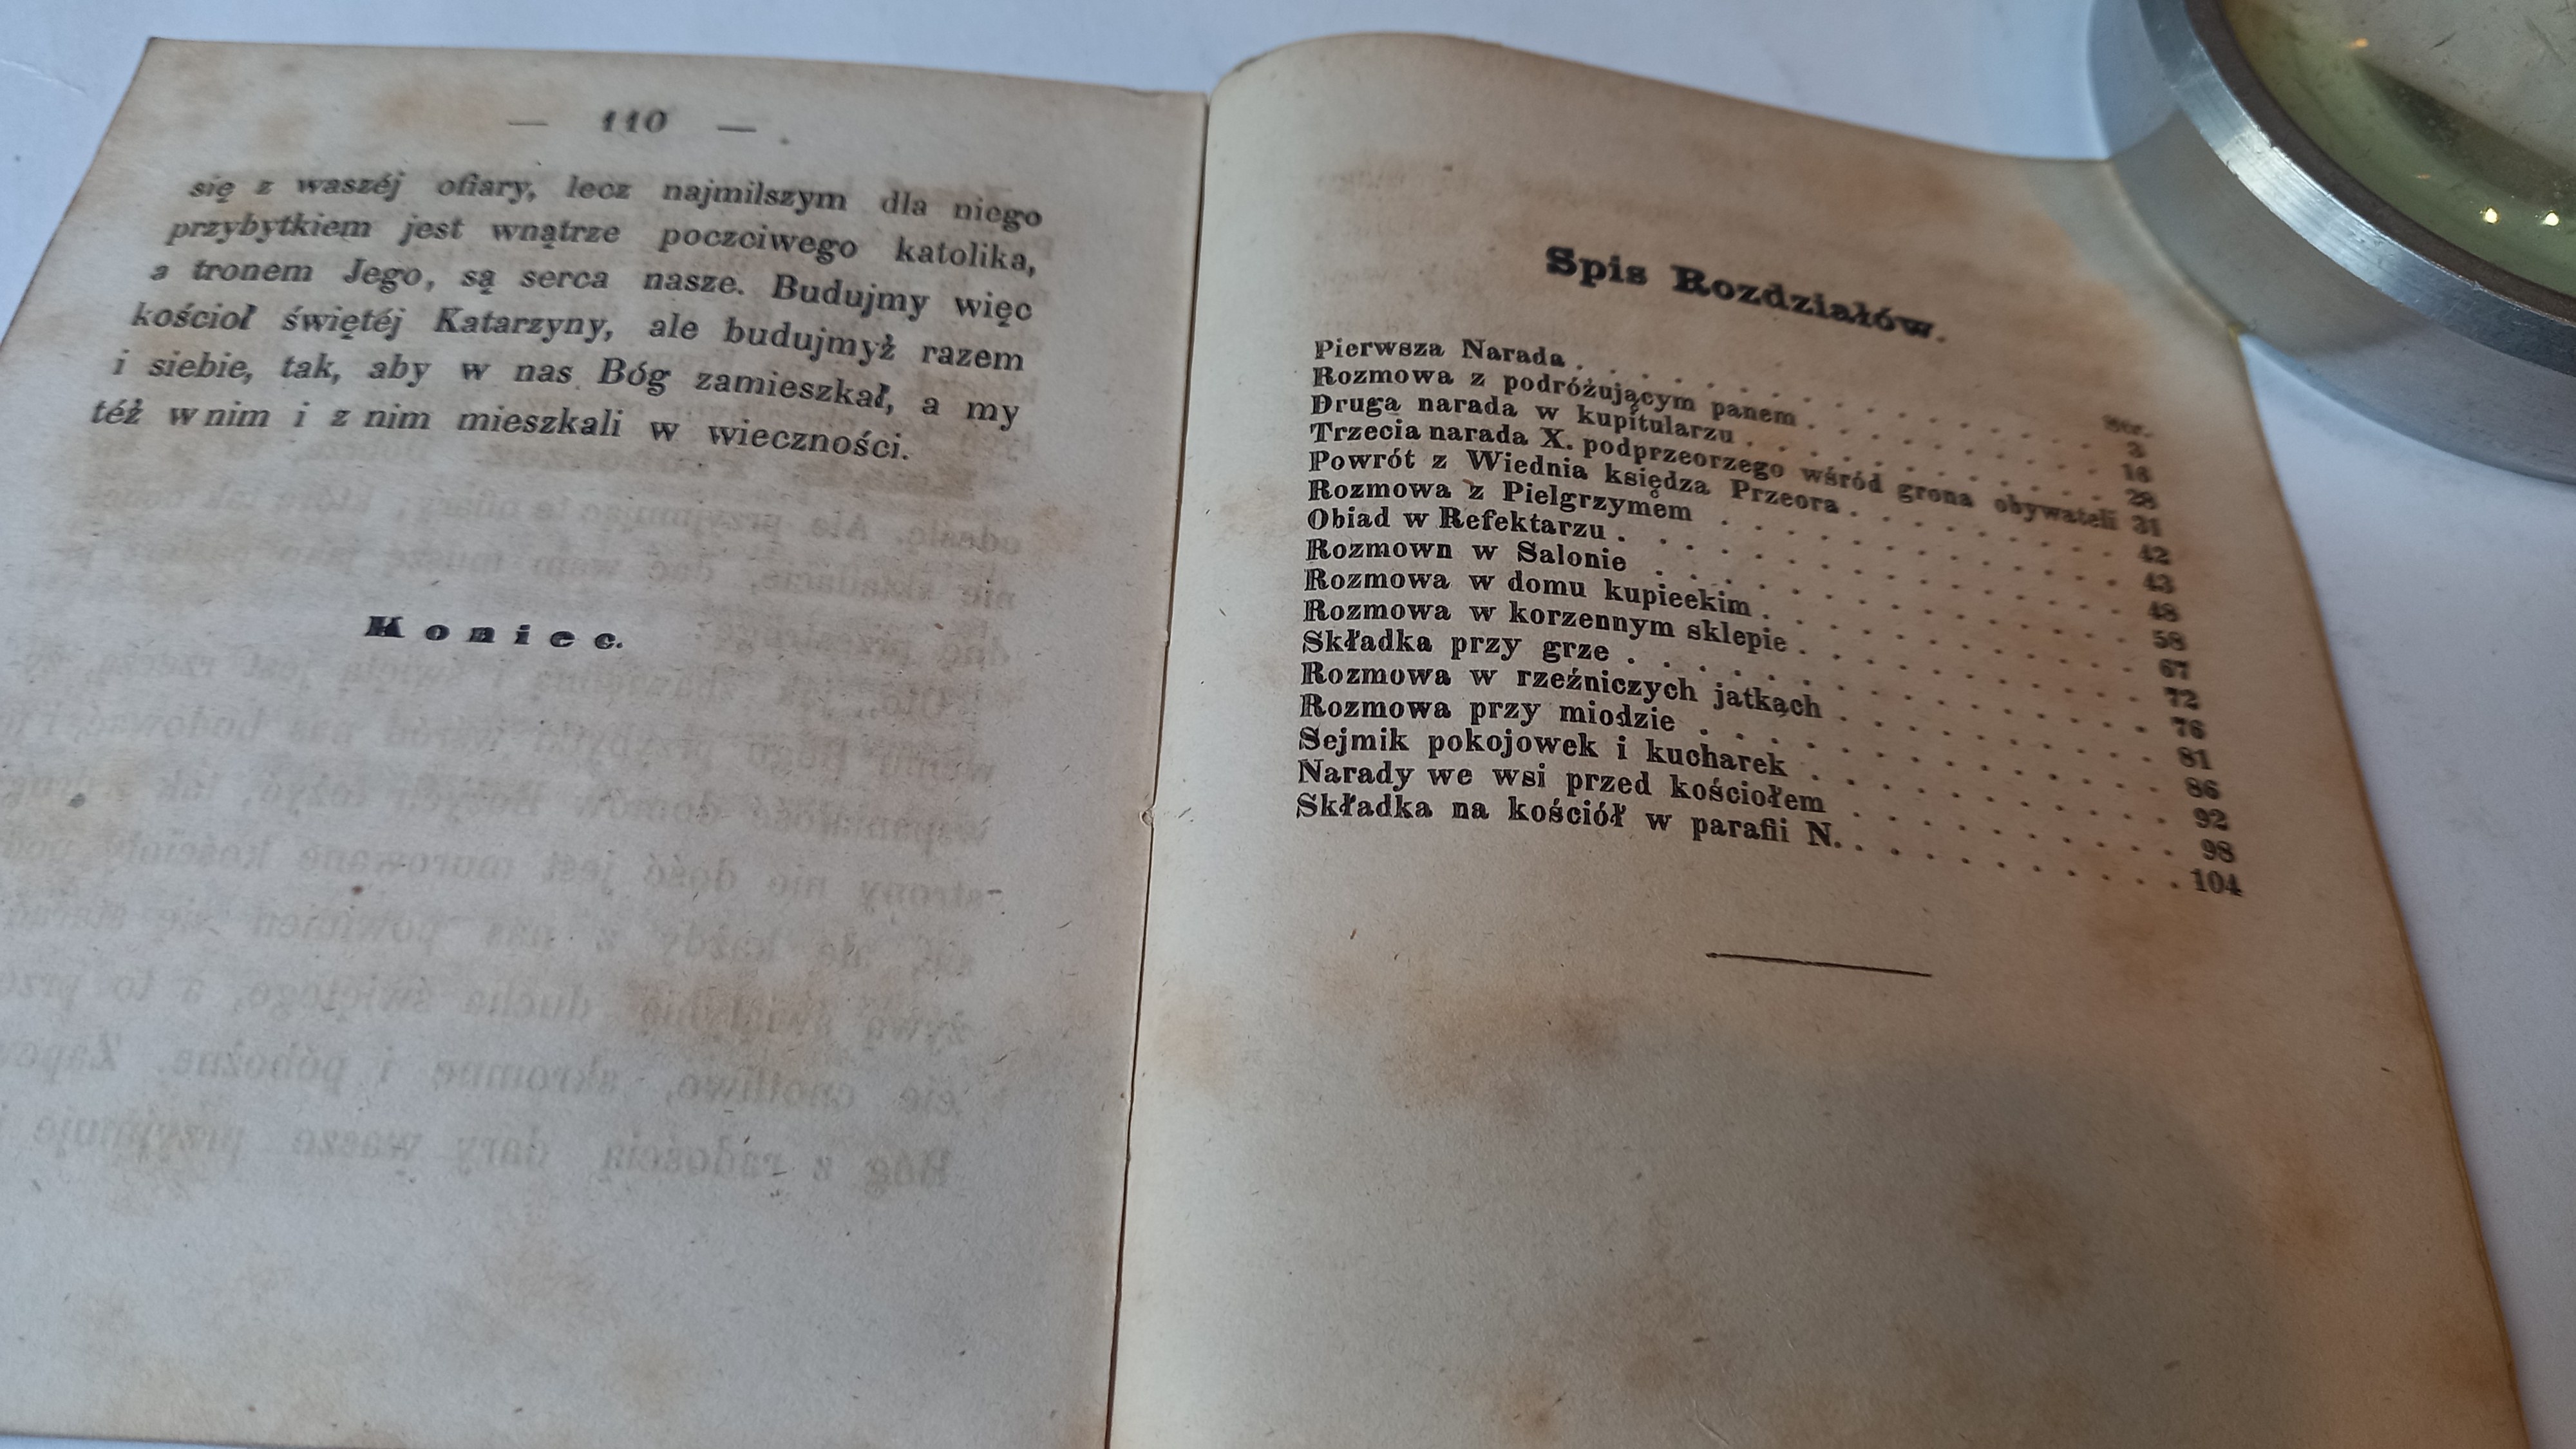 — 110 —
się z waszéj ofiary, lecz najmilszym dla niego
przybytkiem jest wnątrze poczciwego katolika,
a tronem Jego, są serca nasze. Budujmy więc
kościoł świętéj Katarzyny, ale budujmyż razem
i siebie, tak, aby w nas Bóg zamieszkał, a my
téż w nim i z nim mieszkali w wieczności.
Koniec.
Spis Rozdziałów.
Str.
Pierwsza Narada . . . . . . . . . . 3
Rozmowa z podróżującym panem . . . . . . . 16
Druga narada w kupitularzu . . . . . . . . 28
Trzecia narada X. podprzeorzego wśród grona obywateli 31
Powrót z Wiednia księdza Przeora . . . . . . . 42
Rozmowa z Pielgrzymem . . . . . . . . . 43
Obiad w Refektarzu . . . . . . . . . . 48
Rozmown w Salonie . . . . . . . . . . 58
Rozmowa w domu kupieekim . . . . . . . . 67
Rozmowa w korzennym sklepie . . . . . . . . 72
Składka przy grze . . . . . . . . . . 76
Rozmowa w rzeźniczych jatkach . . . . . . . 81
Rozmowa przy miodzie . . . . . . . . . 86
Sejmik pokojowek i kucharek . . . . . . . . 92
Narady we wsi przed kościołem . . . . . . . 98
Składka na kościół w parafii N. . . . . . . . 104